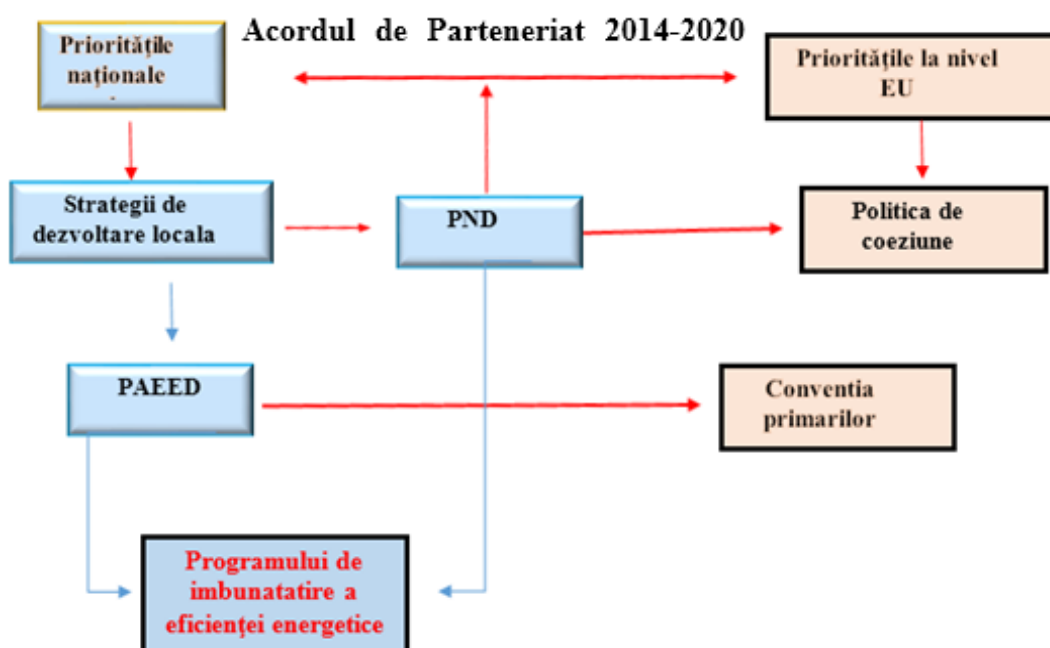 Acordul de Parteneriat 2014-2020
Prioritățile
naționale
Prioritățile la nivel
EU
Strategii de
dezvoltare locala
PND
Politica de
coeziune
PAEED
Conventia
primarilor
Programului de
imbunatatire a
eficienței energetice